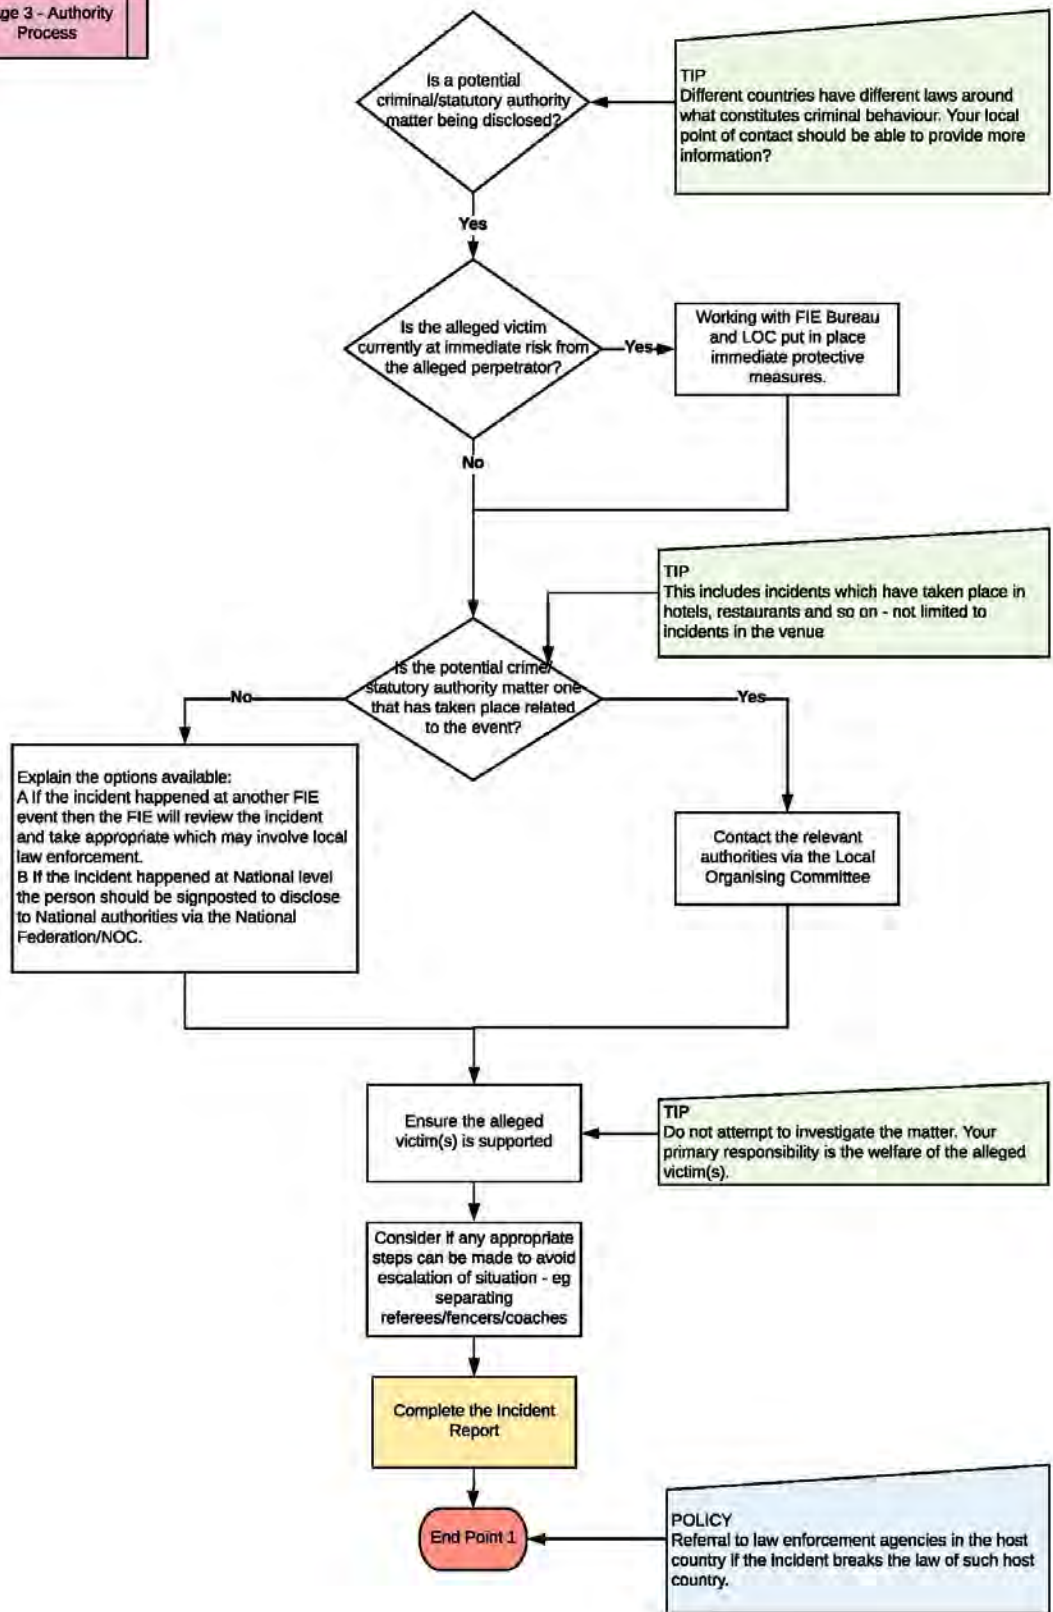 ge 3 - Authority
Process
Is a potential
criminal/statutory authority
matter being disclosed?
TIP
Different countries have different laws around
what constitutes criminal behaviour. Your local
point of contact should be able to provide more
information?
Yes
Is the alleged victim
currently at immediate risk from
the alleged perpetrator?
Yes
Working with FIE Bureau
and LOC put in place
immediate protective
measures.
No
TIP
This includes incidents which have taken place in
hotels, restaurants and so on - not limited to
incidents in the venue
Is the potential crime/
statutory authority matter one
that has taken place related
to the event?
No
Yes
Explain the options available:
A If the incident happened at another FIE
event then the FIE will review the incident
and take appropriate which may involve local
law enforcement.
B If the incident happened at National level
the person should be signposted to disclose
to National authorities via the National
Federation/NOC.
Contact the relevant
authorities via the Local
Organising Committee
Ensure the alleged
victim(s) is supported
TIP
Do not attempt to investigate the matter. Your
primary responsibility is the welfare of the alleged
victim(s).
Consider if any appropriate
steps can be made to avoid
escalation of situation - eg
separating
referees/fencers/coaches
Complete the Incident
Report
End Point 1
POLICY
Referral to law enforcement agencies in the host
country if the incident breaks the law of such host
country.